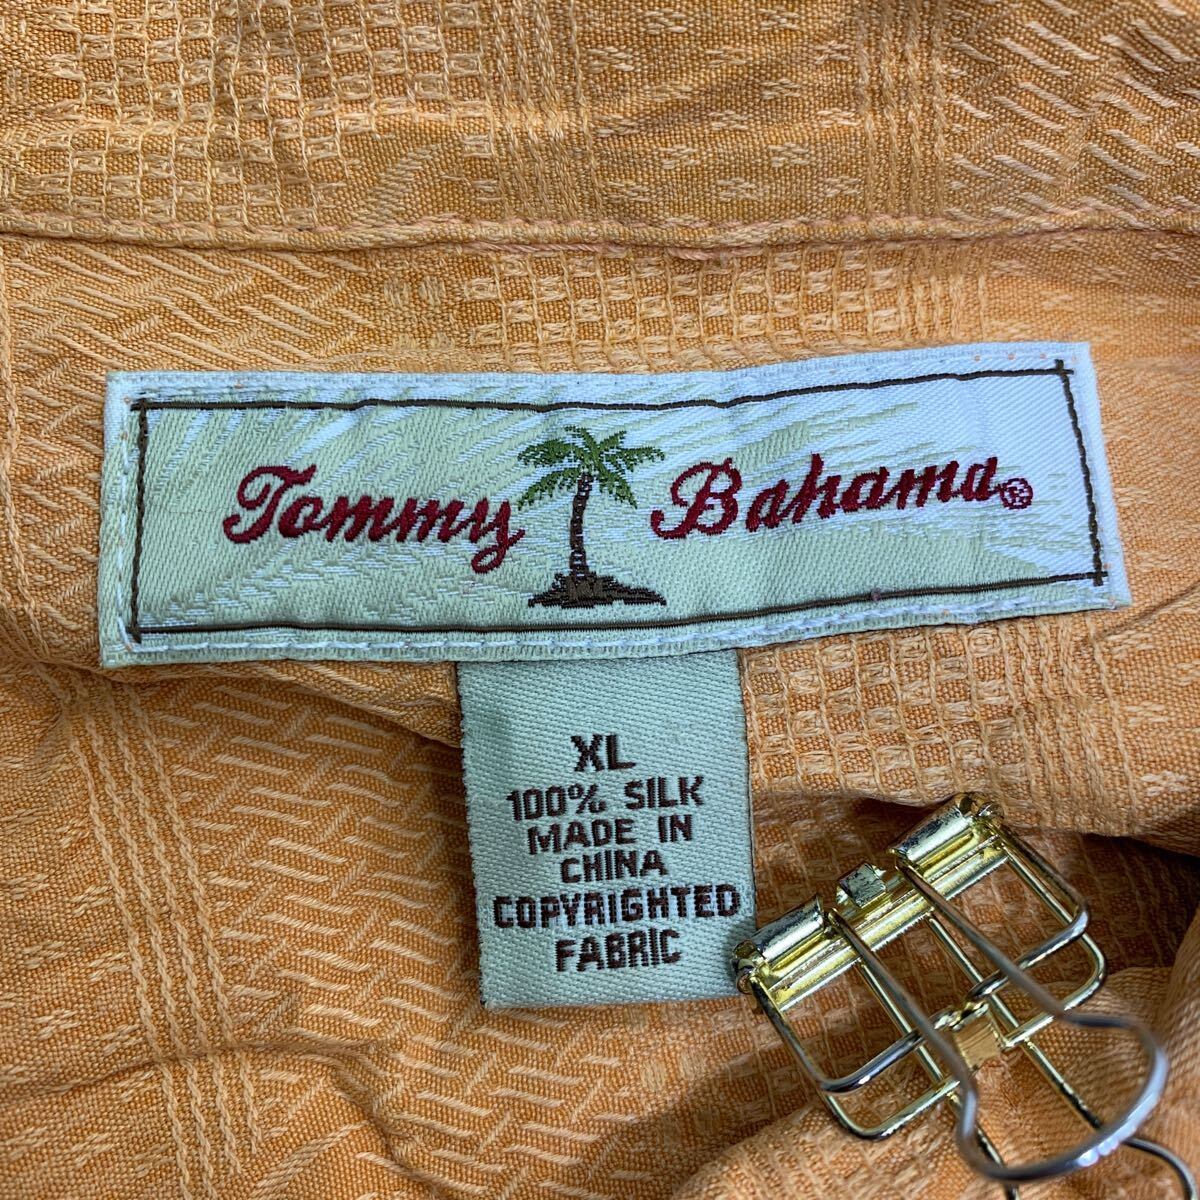 Tommy Bahama®
XL
100% SILK
MADE IN
CHINA
COPYRIGHTED
FABRIC